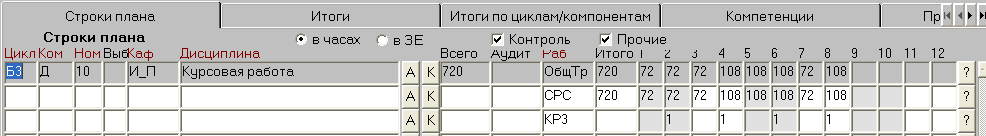 Строки плана Итоги Итоги по циклам/компонентам Компетенции Пр
Строки плана в часах в ЗЕ Контроль Прочие
Цикл Ком Ном Выб Каф Дисциплина Всего Аудит Раб Итого 1 2 3 4 5 6 7 8 9 10 11 12
Б3 Д 10 И_П Курсовая работа А К 720 ОбщТр 720 72 72 72 108 108 108 72 108 ?
А К СРС 720 72 72 72 108 108 108 72 108 ?
А К КРЗ 1 1 1 1 ?